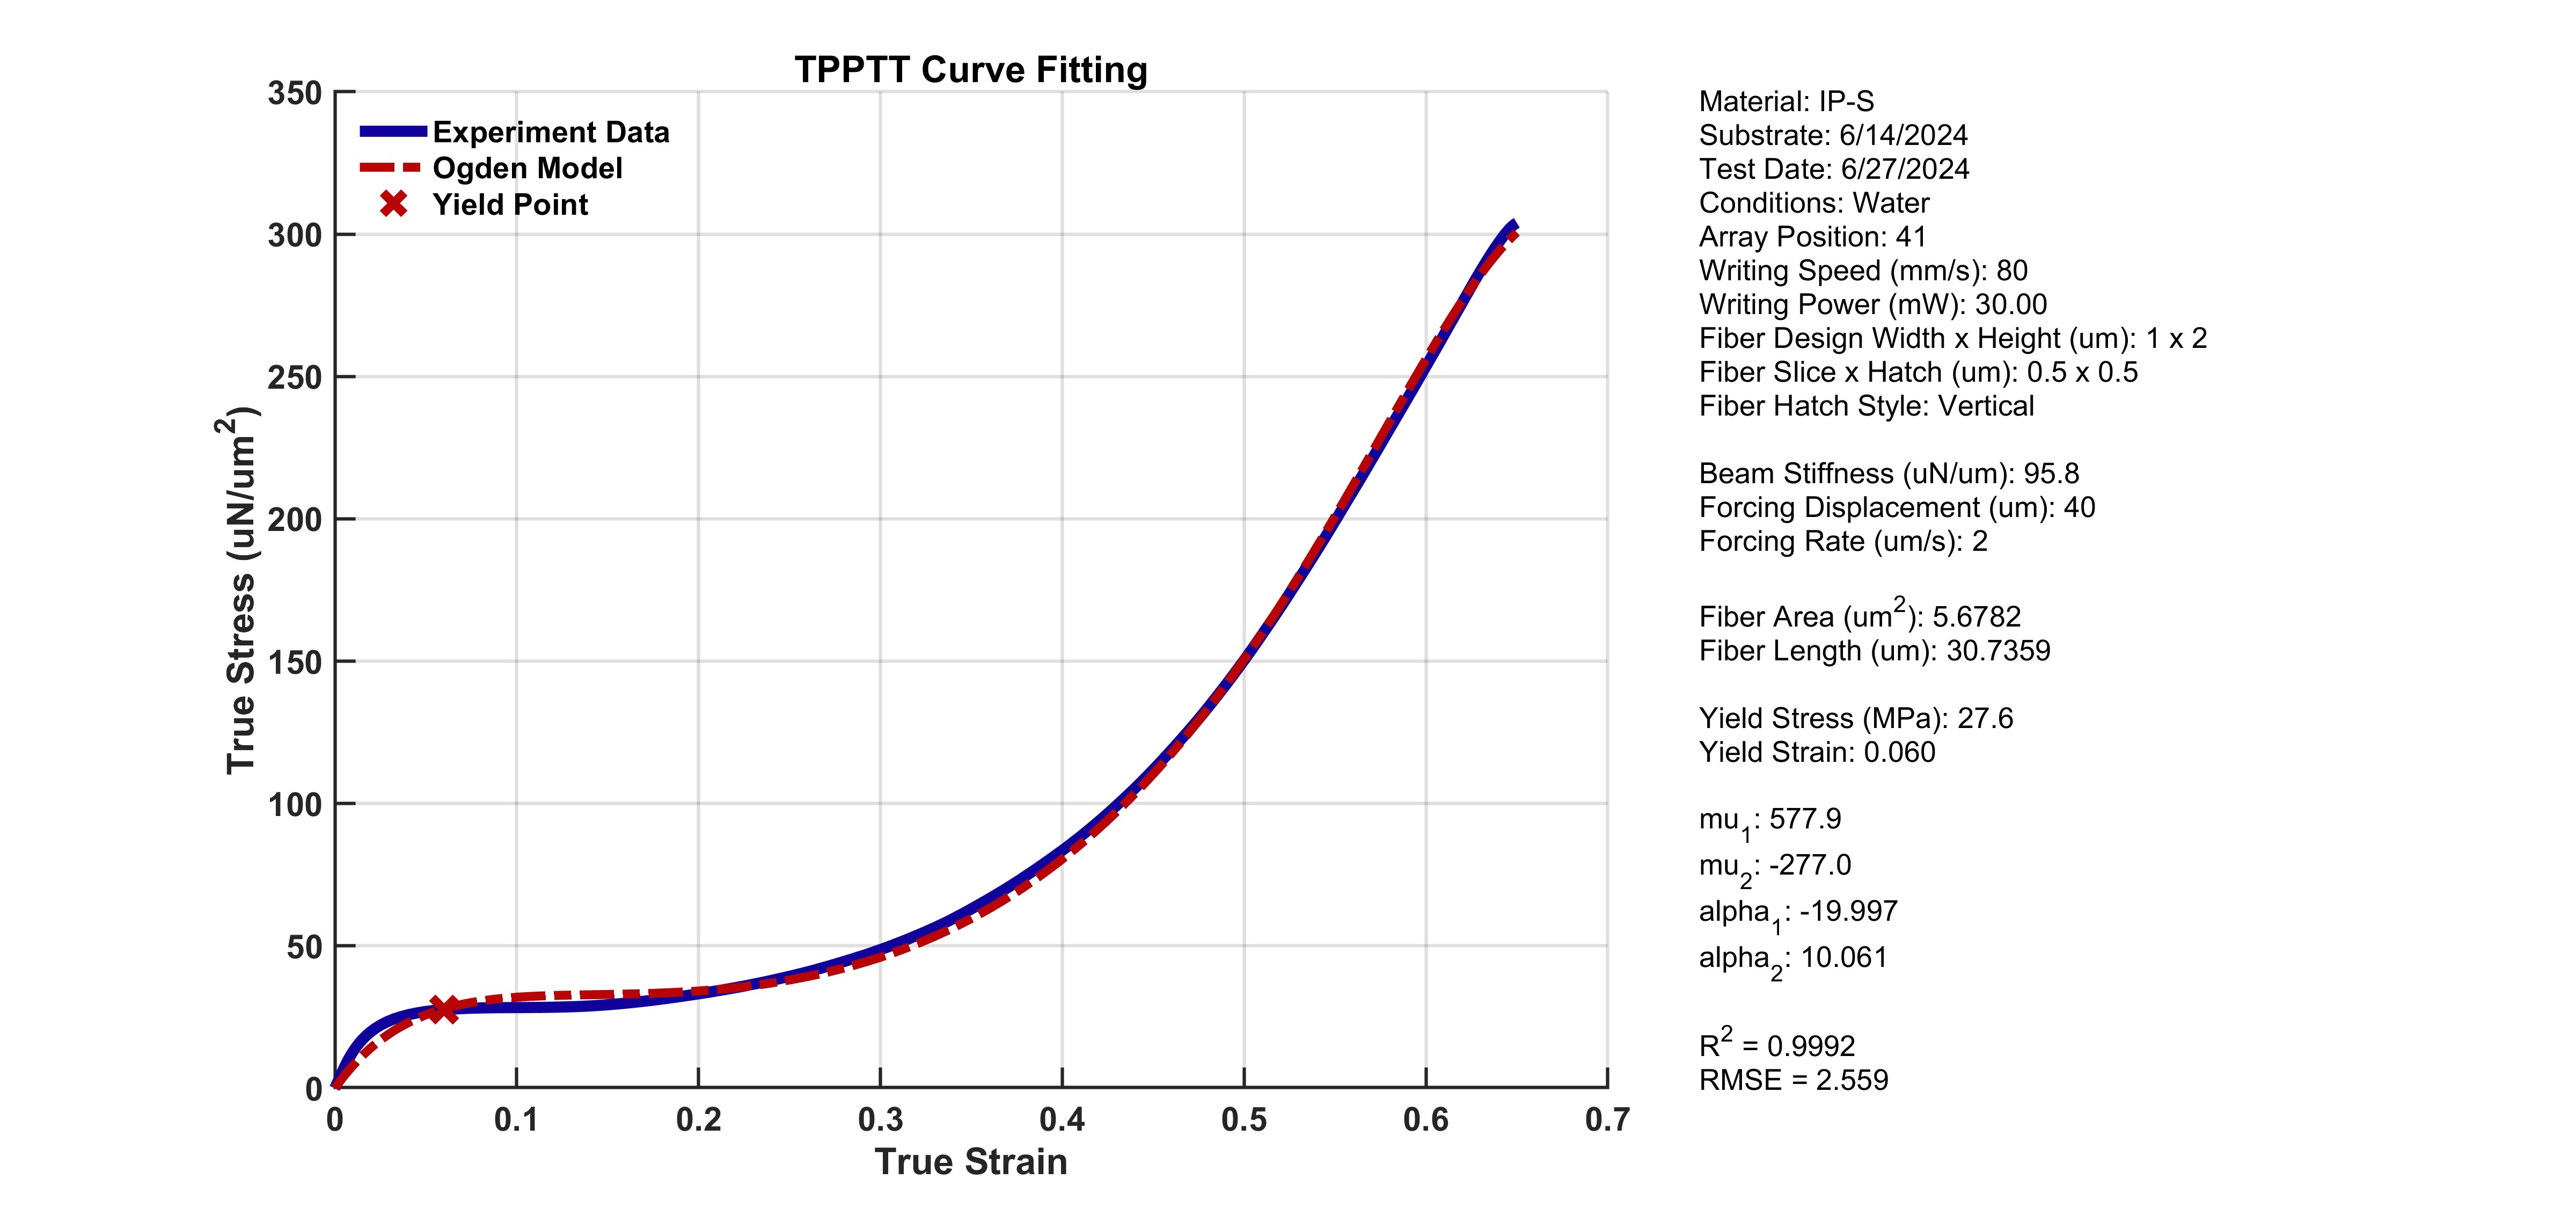 TPPTT Curve Fitting
350
300
250
200
150
100
50
0
True Stress (uN/um²)
Experiment Data
Ogden Model
Yield Point
0 0.1 0.2 0.3 0.4 0.5 0.6 0.7
True Strain
Material: IP-S
Substrate: 6/14/2024
Test Date: 6/27/2024
Conditions: Water
Array Position: 41
Writing Speed (mm/s): 80
Writing Power (mW): 30.00
Fiber Design Width x Height (um): 1 x 2
Fiber Slice x Hatch (um): 0.5 x 0.5
Fiber Hatch Style: Vertical
Beam Stiffness (uN/um): 95.8
Forcing Displacement (um): 40
Forcing Rate (um/s): 2
Fiber Area (um²): 5.6782
Fiber Length (um): 30.7359
Yield Stress (MPa): 27.6
Yield Strain: 0.060
mu₁: 577.9
mu₂: -277.0
alpha₁: -19.997
alpha₂: 10.061
R² = 0.9992
RMSE = 2.559